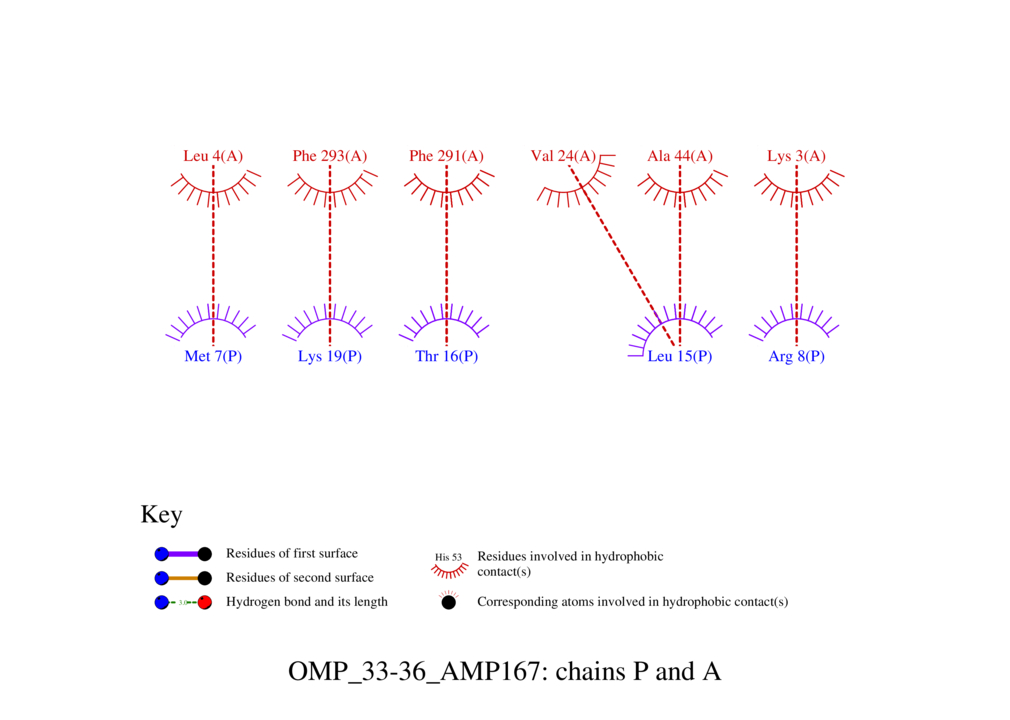 Leu 4(A) Phe 293(A) Phe 291(A) Val 24(A) Ala 44(A) Lys 3(A)
Met 7(P) Lys 19(P) Thr 16(P) Leu 15(P) Arg 8(P)
Key
Residues of first surface
Residues of second surface
3.0
Hydrogen bond and its length
His 53
Residues involved in hydrophobic
contact(s)
Corresponding atoms involved in hydrophobic contact(s)
OMP_33-36_AMP167: chains P and A